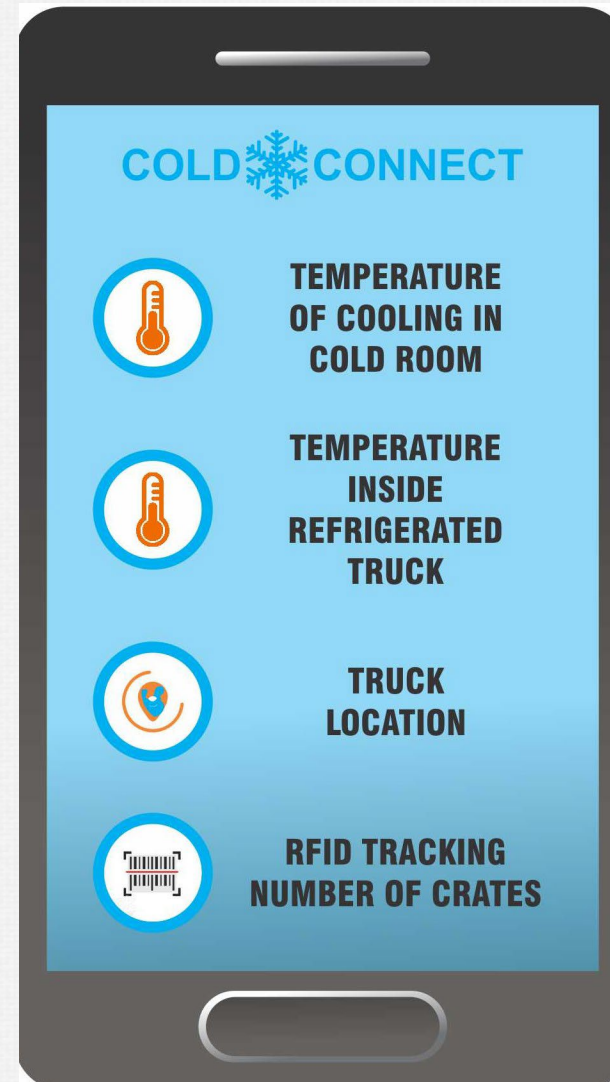 COLD CONNECT
TEMPERATURE
OF COOLING IN
COLD ROOM
TEMPERATURE
INSIDE
REFRIGERATED
TRUCK
TRUCK
LOCATION
RFID TRACKING
NUMBER OF CRATES